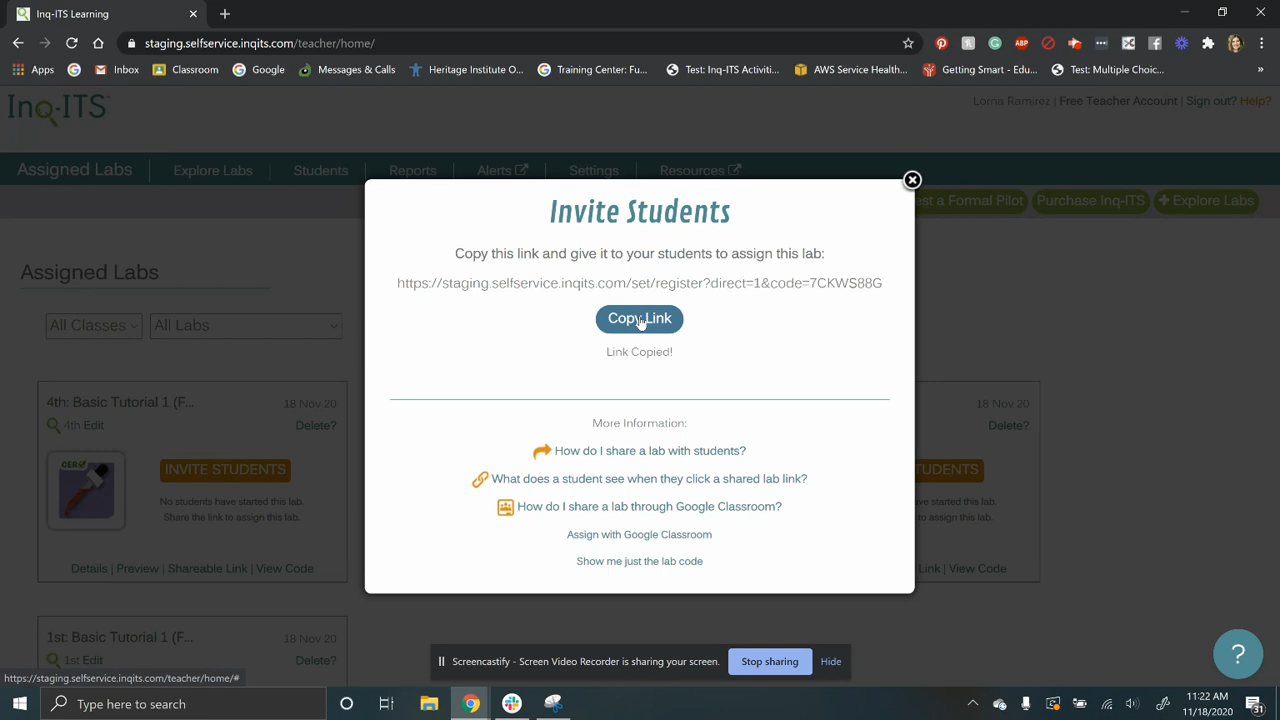 Inq-ITS Learning
staging.selfservice.inqits.com/teacher/home/
ABP
Apps
Inbox
Classroom
Google
Messages & Calls
Heritage Institute O...
Training Center: Fu...
Test: Inq-ITS Activiti...
AWS Service Health...
Getting Smart - Edu...
Test: Multiple Choic...
»
Inq-ITS
Lorna Ramirez | Free Teacher Account | Sign out? Help?
Assigned Labs
Explore Labs
Students
Reports
Alerts
Settings
Resources
est a Formal Pilot
Purchase Inq-ITS
+ Explore Labs
Invite Students
Copy this link and give it to your students to assign this lab:
https://staging.selfservice.inqits.com/set/register?direct=1&code=7CKWS88G
Copy Link
Link Copied!
More Information:
How do I share a lab with students?
What does a student see when they click a shared lab link?
How do I share a lab through Google Classroom?
Assign with Google Classroom
Show me just the lab code
Assigned Labs
All Classes
All Labs
4th: Basic Tutorial 1 (F...
18 Nov 20
4th Edit
Delete?
CER
INVITE STUDENTS
No students have started this lab.
Share the link to assign this lab.
Details | Preview | Shareable Link | View Code
18 Nov 20
Delete?
TUDENTS
ave started this lab.
to assign this lab.
Link | View Code
1st: Basic Tutorial 1 (F...
18 Nov 20
1st Edit
Delete?
Screencastify - Screen Video Recorder is sharing your screen.
Stop sharing
Hide
?
https://staging.selfservice.inqits.com/teacher/home/#
Type here to search
11:22 AM
11/18/2020
31